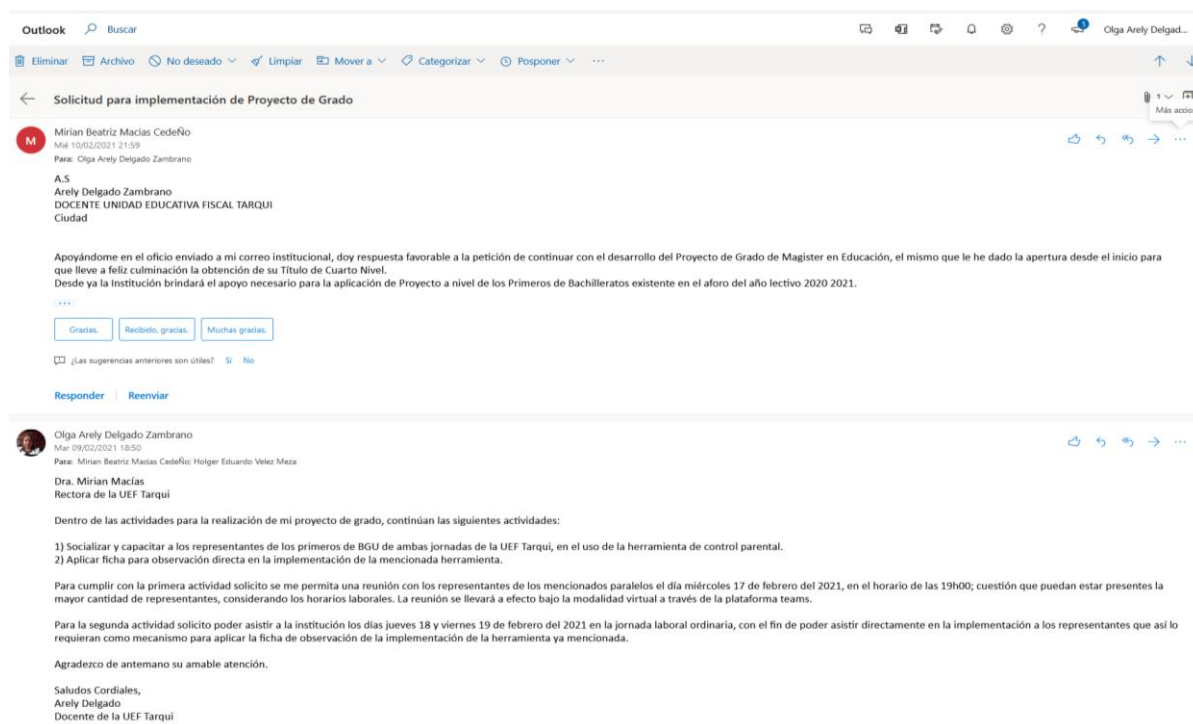 Outlook Buscar Olga Arely Delgad...
Eliminar Archivo No deseado Limpiar Mover a Categorizar Posponer ...
Solicitud para implementación de Proyecto de Grado 1
Más accio
M
Mirian Beatriz Macias CedeÑo
Mié 10/02/2021 21:59
Para: Olga Arely Delgado Zambrano
A.S
Arely Delgado Zambrano
DOCENTE UNIDAD EDUCATIVA FISCAL TARQUI
Ciudad
Apoyándome en el oficio enviado a mi correo institucional, doy respuesta favorable a la petición de continuar con el desarrollo del Proyecto de Grado de Magister en Educación, el mismo que le he dado la apertura desde el inicio para
que lleve a feliz culminación la obtención de su Título de Cuarto Nivel.
Desde ya la Institución brindará el apoyo necesario para la aplicación de Proyecto a nivel de los Primeros de Bachilleratos existente en el aforo del año lectivo 2020 2021.
...
Gracias. Recibido, gracias. Muchas gracias.
¿Las sugerencias anteriores son útiles? Sí No
Responder Reenviar
Olga Arely Delgado Zambrano
Mar 09/02/2021 18:50
Para: Mirian Beatriz Macias CedeÑo; Holger Eduardo Velez Meza
Dra. Mirian Macías
Rectora de la UEF Tarqui
Dentro de las actividades para la realización de mi proyecto de grado, continúan las siguientes actividades:
1) Socializar y capacitar a los representantes de los primeros de BGU de ambas jornadas de la UEF Tarqui, en el uso de la herramienta de control parental.
2) Aplicar ficha para observación directa en la implementación de la mencionada herramienta.
Para cumplir con la primera actividad solicito se me permita una reunión con los representantes de los mencionados paralelos el día miércoles 17 de febrero del 2021, en el horario de las 19h00; cuestión que puedan estar presentes la
mayor cantidad de representantes, considerando los horarios laborales. La reunión se llevará a efecto bajo la modalidad virtual a través de la plataforma teams.
Para la segunda actividad solicito poder asistir a la institución los días jueves 18 y viernes 19 de febrero del 2021 en la jornada laboral ordinaria, con el fin de poder asistir directamente en la implementación a los representantes que así lo
requieran como mecanismo para aplicar la ficha de observación de la implementación de la herramienta ya mencionada.
Agradezco de antemano su amable atención.
Saludos Cordiales,
Arely Delgado
Docente de la UEF Tarqui